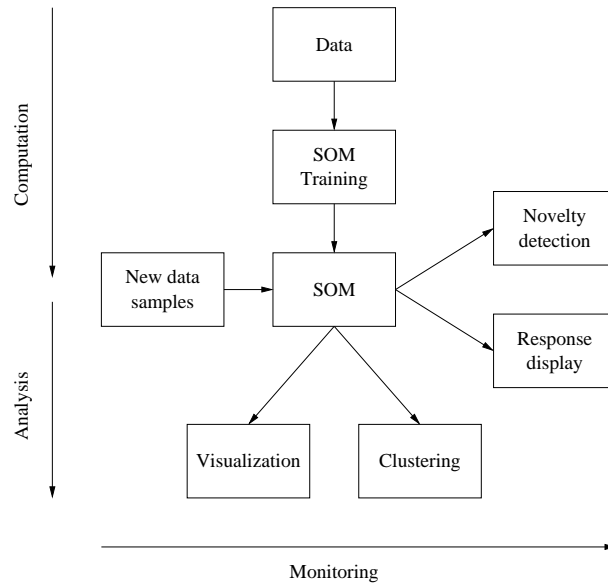 Data
Computation
SOM
Training
Novelty
detection
New data
samples
SOM
Response
display
Analysis
Visualization
Clustering
Monitoring